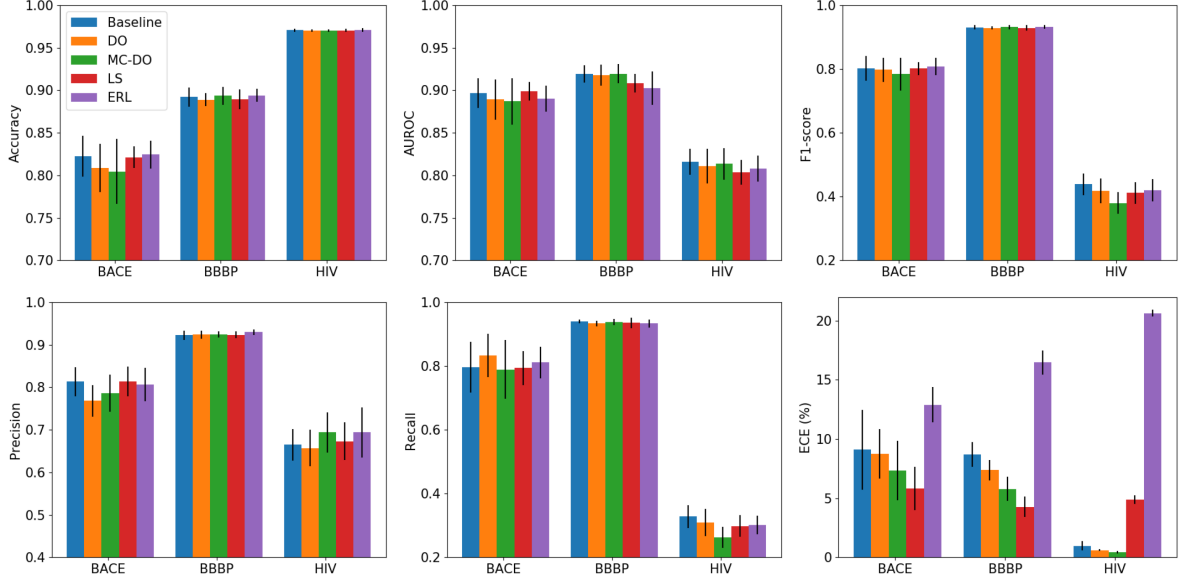 Accuracy
1.00
0.95
0.90
0.85
0.80
0.75
0.70
Baseline
DO
MC-DO
LS
ERL
BACE BBBP HIV
AUROC
1.00
0.95
0.90
0.85
0.80
0.75
0.70
BACE BBBP HIV
F1-score
1.0
0.8
0.6
0.4
0.2
BACE BBBP HIV
Precision
1.0
0.9
0.8
0.7
0.6
0.5
0.4
BACE BBBP HIV
Recall
1.0
0.8
0.6
0.4
0.2
BACE BBBP HIV
ECE (%)
20
15
10
5
0
BACE BBBP HIV